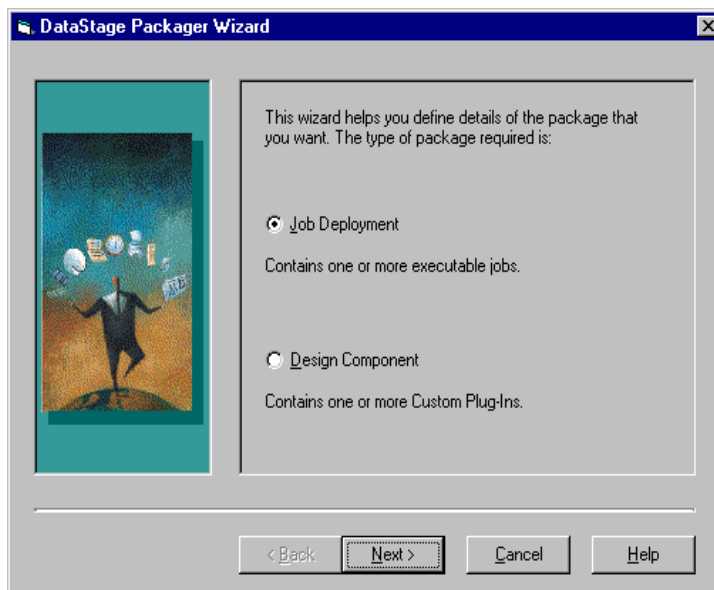 DataStage Packager Wizard
This wizard helps you define details of the package that
you want. The type of package required is:
Job Deployment
Contains one or more executable jobs.
Design Component
Contains one or more Custom Plug-Ins.
< Back Next > Cancel Help